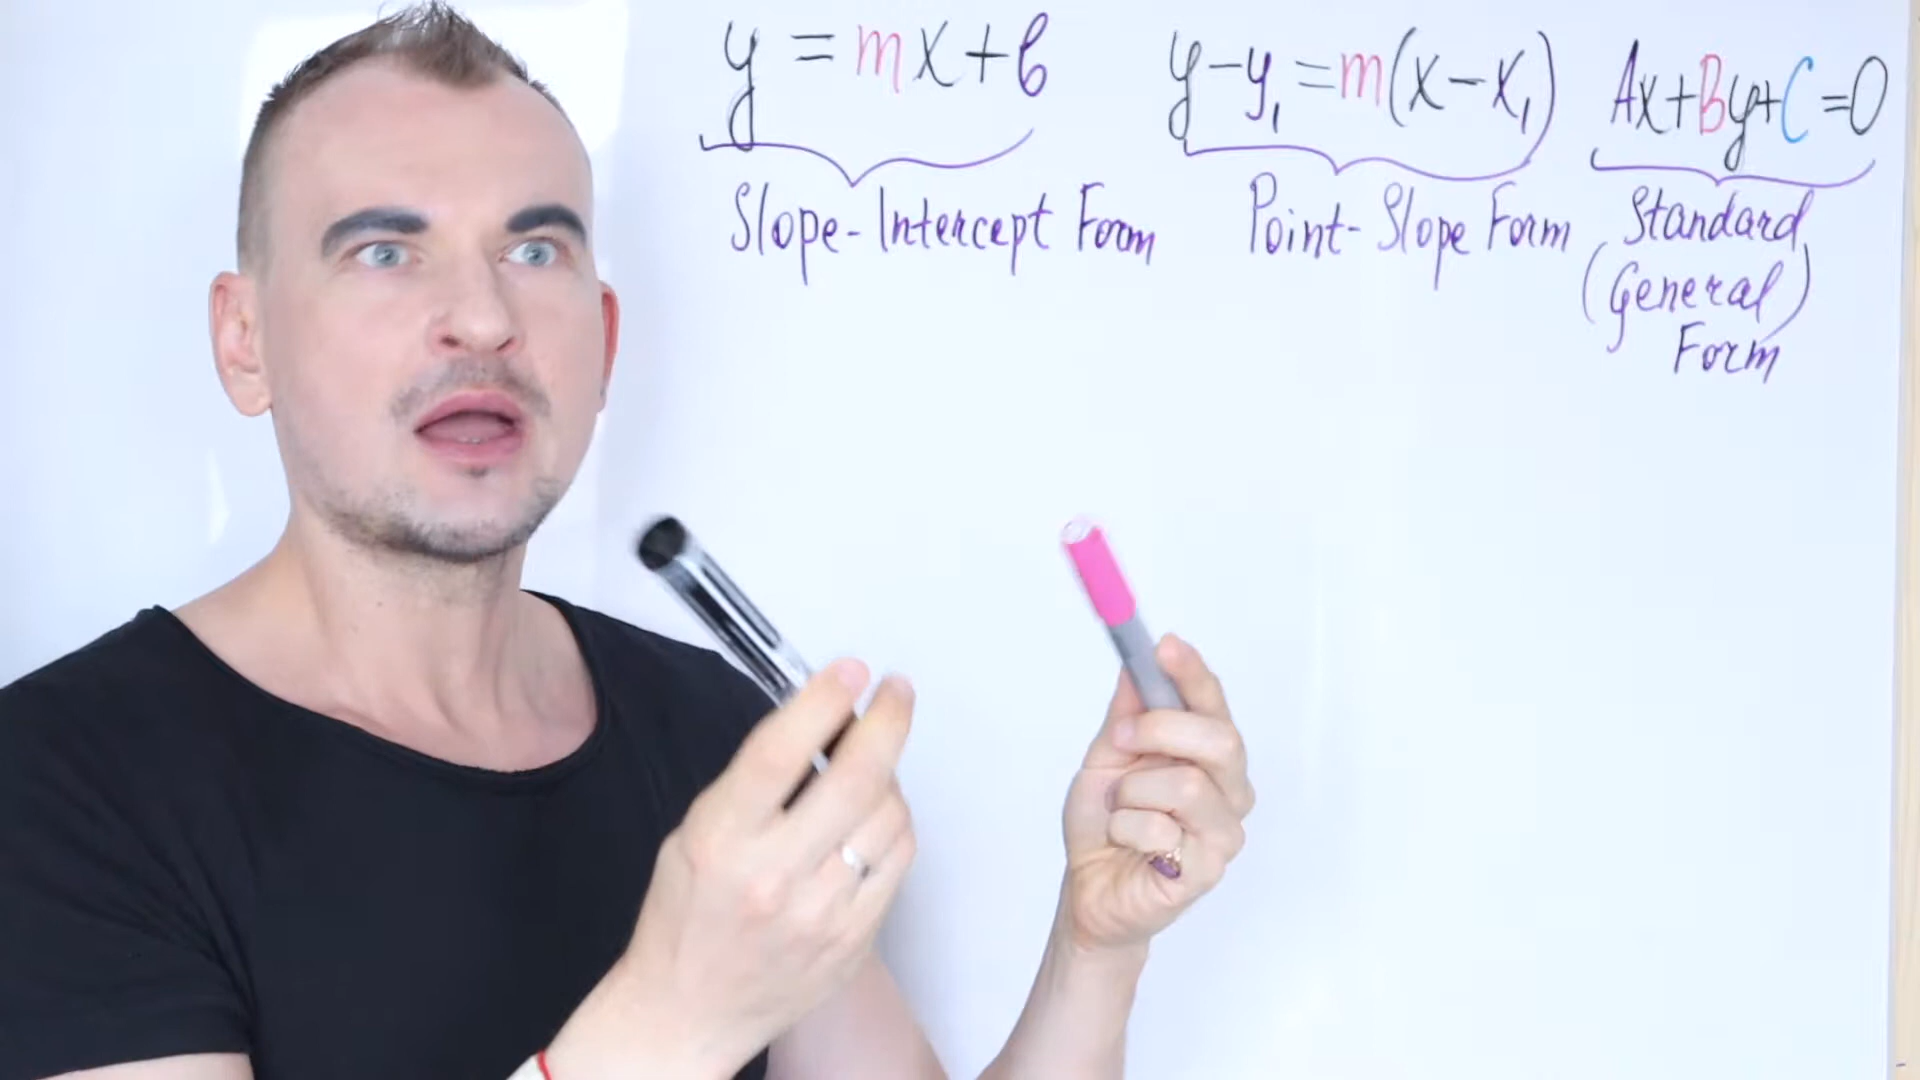 y = mx+b
Slope-Intercept Form
y-y₁=m(x-x₁)
Point-Slope Form
Ax+By+C=0
Standard
(General)
Form